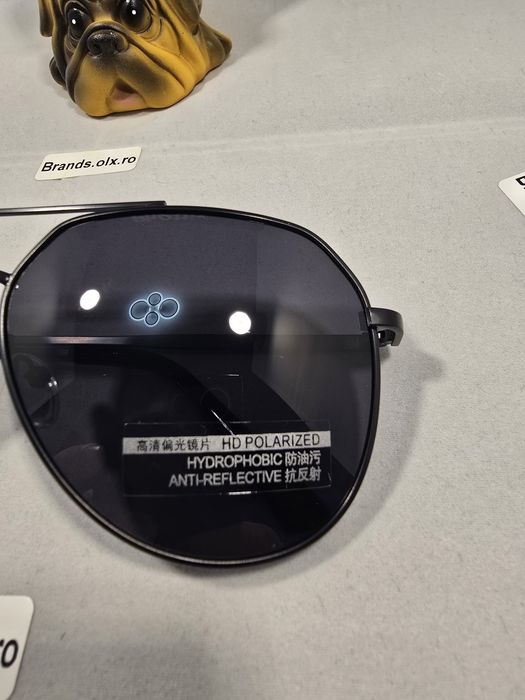 Brands.olx.ro
高清偏光镜片 HD POLARIZED
HYDROPHOBIC 防油污
ANTI-REFLECTIVE 抗反射
ro